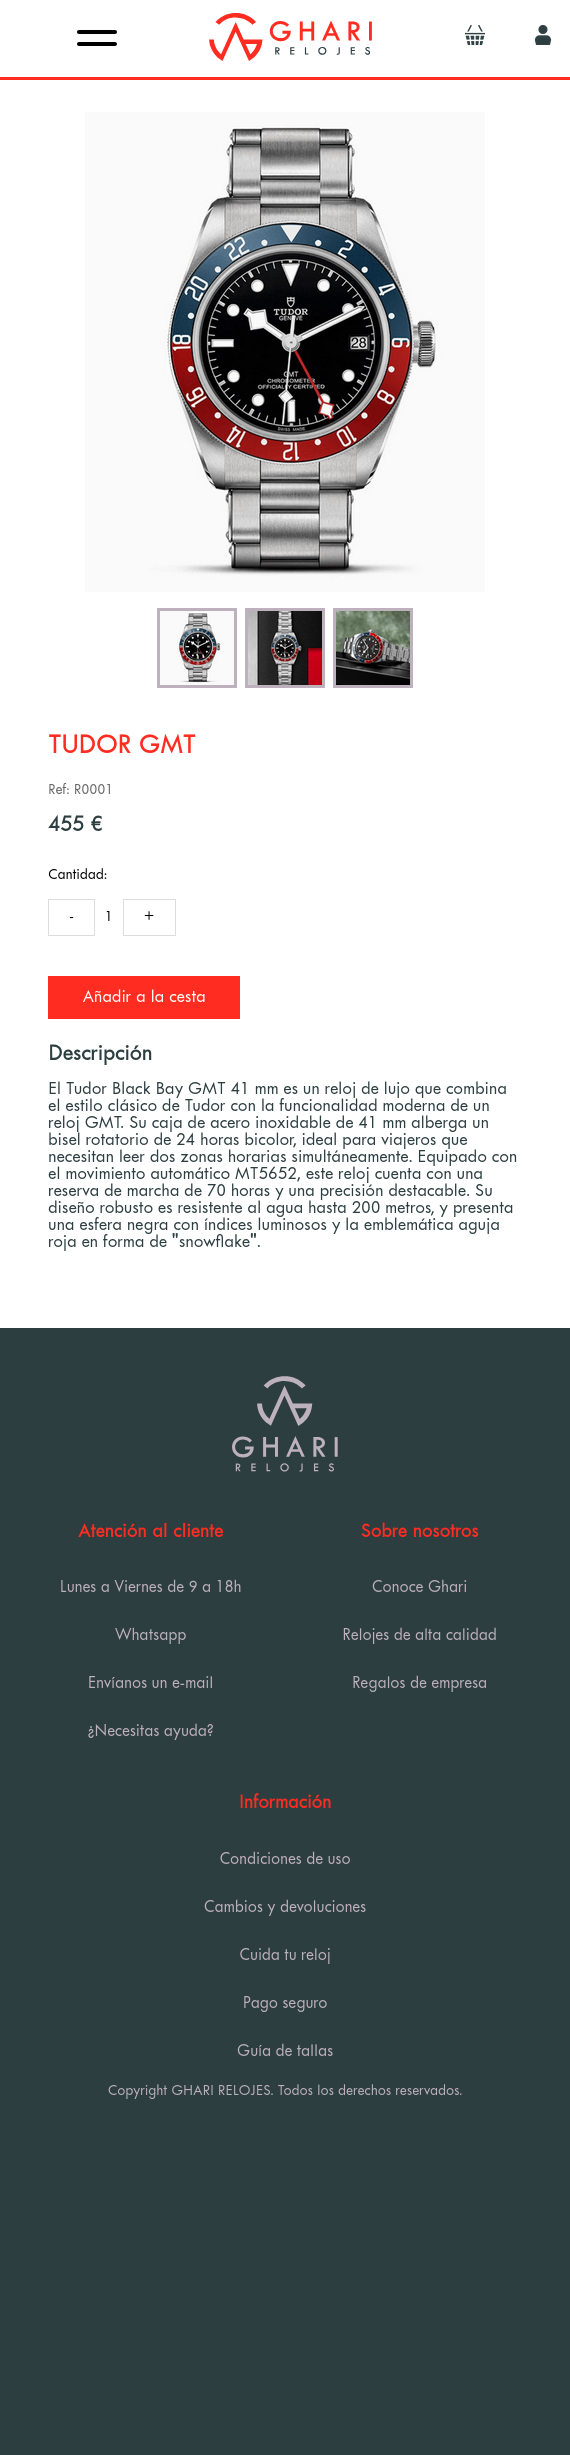 GHARI
RELOJES
22
2
4
6
10
12
14
16
18
TUDOR
GENEVE
28
GMT
CHRONOMETER
OFFICIALLY CERTIFIED
SWISS MADE
TUDOR GMT
Ref: R0001
455 €
Cantidad:
- 1 +
Añadir a la cesta
Descripción
El Tudor Black Bay GMT 41 mm es un reloj de lujo que combina
el estilo clásico de Tudor con la funcionalidad moderna de un
reloj GMT. Su caja de acero inoxidable de 41 mm alberga un
bisel rotatorio de 24 horas bicolor, ideal para viajeros que
necesitan leer dos zonas horarias simultáneamente. Equipado con
el movimiento automático MT5652, este reloj cuenta con una
reserva de marcha de 70 horas y una precisión destacable. Su
diseño robusto es resistente al agua hasta 200 metros, y presenta
una esfera negra con índices luminosos y la emblemática aguja
roja en forma de "snowflake".
GHARI
RELOJES
Atención al cliente
Lunes a Viernes de 9 a 18h
Whatsapp
Envíanos un e-mail
¿Necesitas ayuda?
Sobre nosotros
Conoce Ghari
Relojes de alta calidad
Regalos de empresa
Información
Condiciones de uso
Cambios y devoluciones
Cuida tu reloj
Pago seguro
Guía de tallas
Copyright GHARI RELOJES. Todos los derechos reservados.